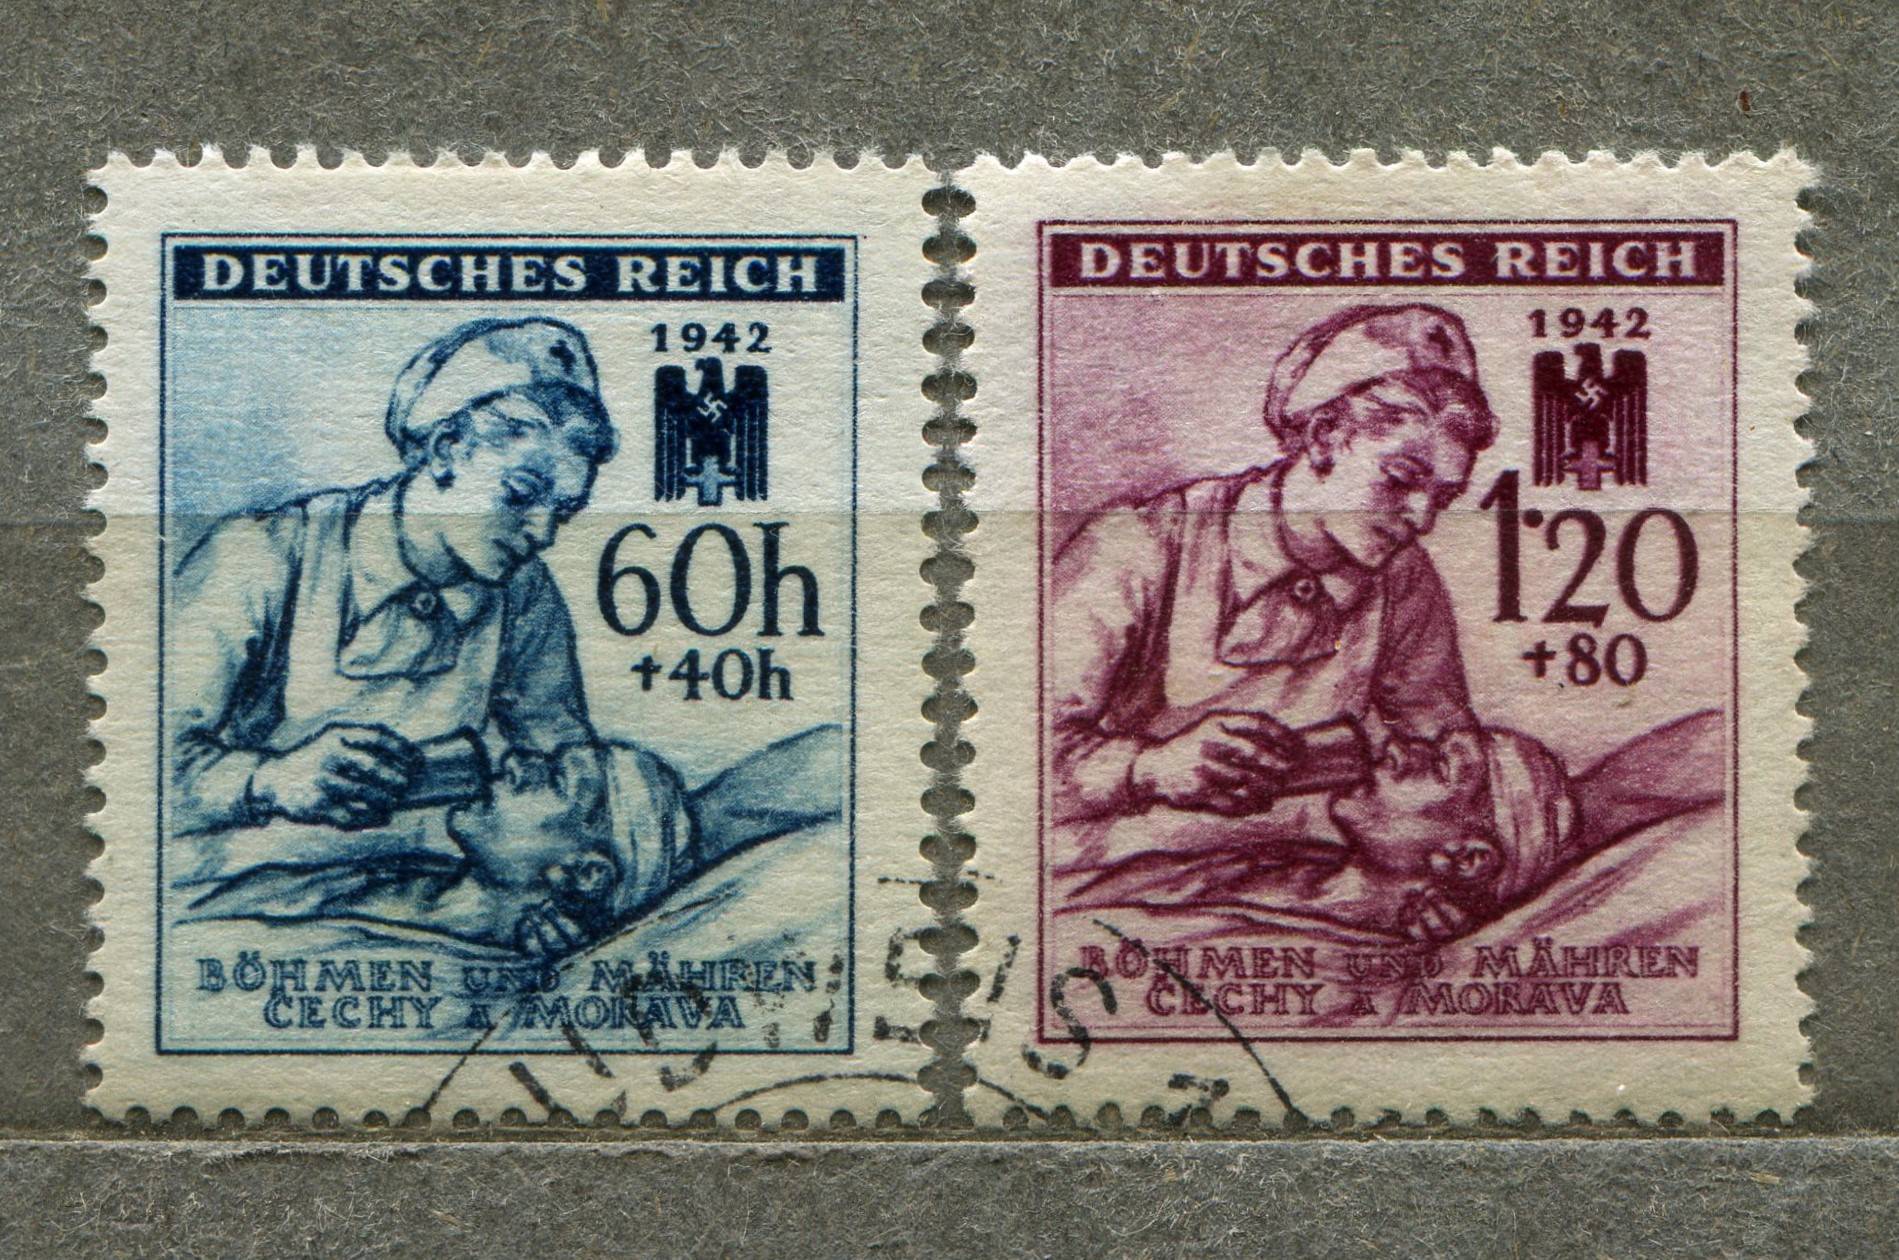 DEUTSCHES REICH
1942
60h
+40h
BÖHMEN UND MÄHREN
ČECHY A MORAVA
DEUTSCHES REICH
1942
1·20
+80
BÖHMEN UND MÄHREN
ČECHY A MORAVA